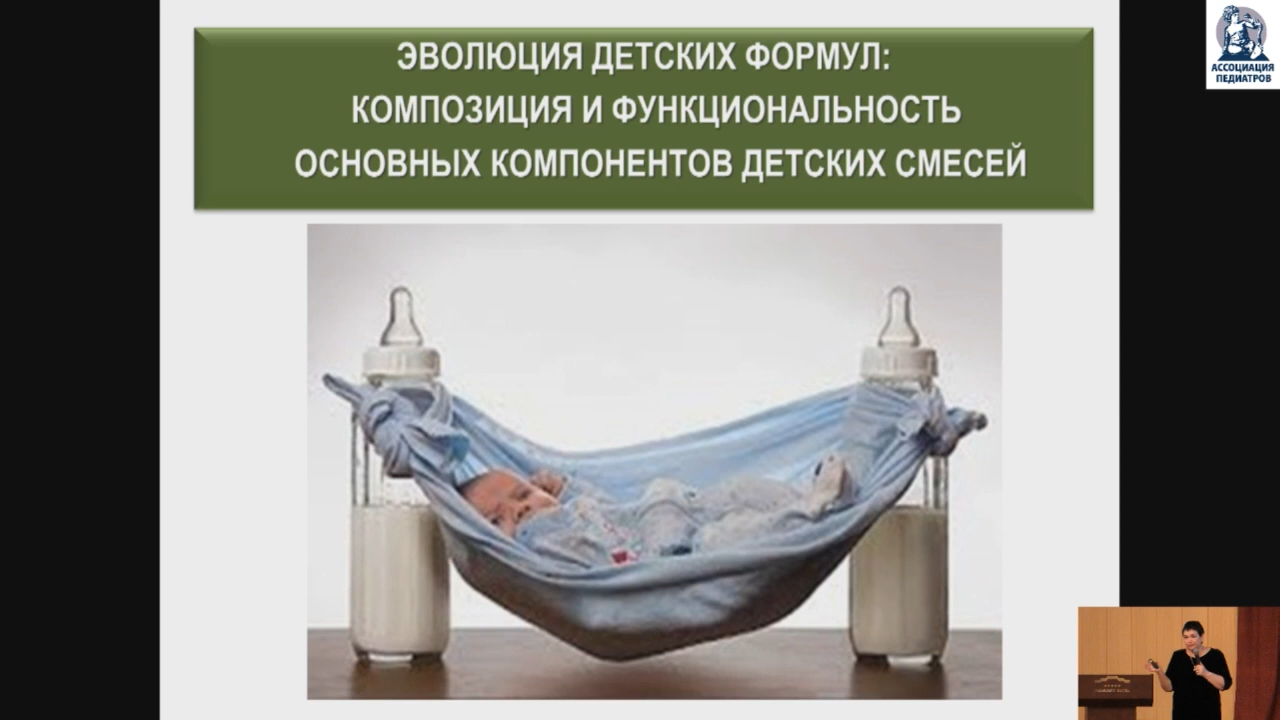 ЭВОЛЮЦИЯ ДЕТСКИХ ФОРМУЛ:
КОМПОЗИЦИЯ И ФУНКЦИОНАЛЬНОСТЬ
ОСНОВНЫХ КОМПОНЕНТОВ ДЕТСКИХ СМЕСЕЙ
АССОЦИАЦИЯ
ПЕДИАТРОВ